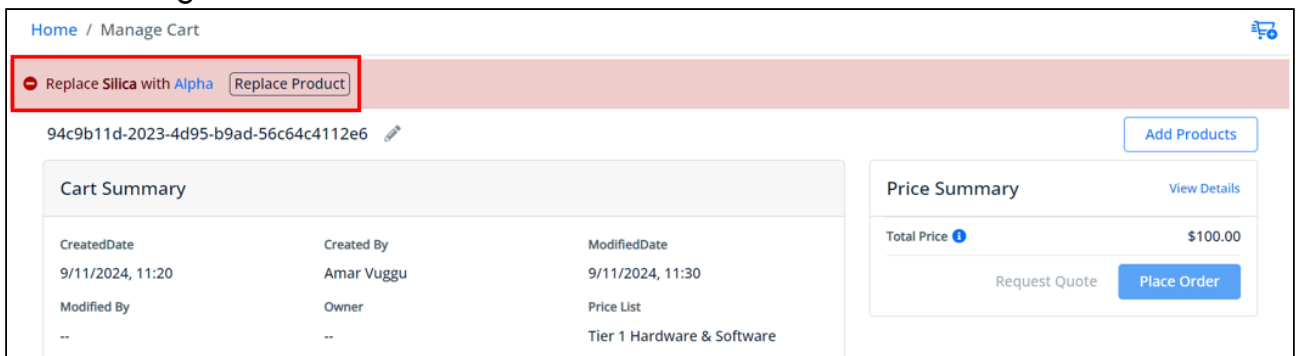 Home / Manage Cart
Replace Silica with Alpha Replace Product
94c9b11d-2023-4d95-b9ad-56c64c4112e6
Add Products
Cart Summary
CreatedDate Created By ModifiedDate
9/11/2024, 11:20 Amar Vuggu 9/11/2024, 11:30
Modified By Owner Price List
-- -- Tier 1 Hardware & Software
Price Summary View Details
Total Price $100.00
Request Quote Place Order